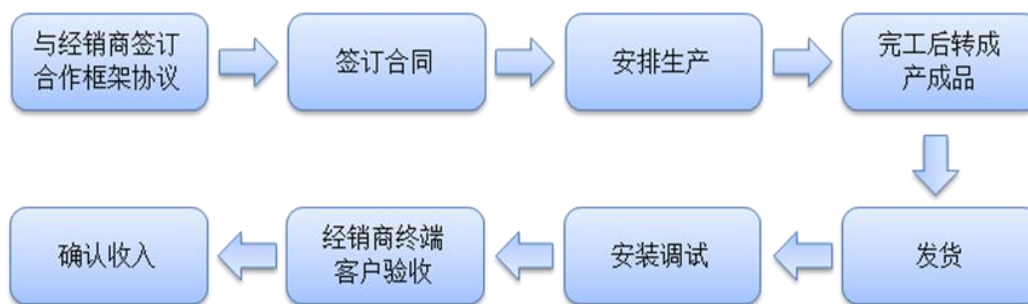 与经销商签订
合作框架协议
签订合同
安排生产
完工后转成
产成品
发货
安装调试
经销商终端
客户验收
确认收入